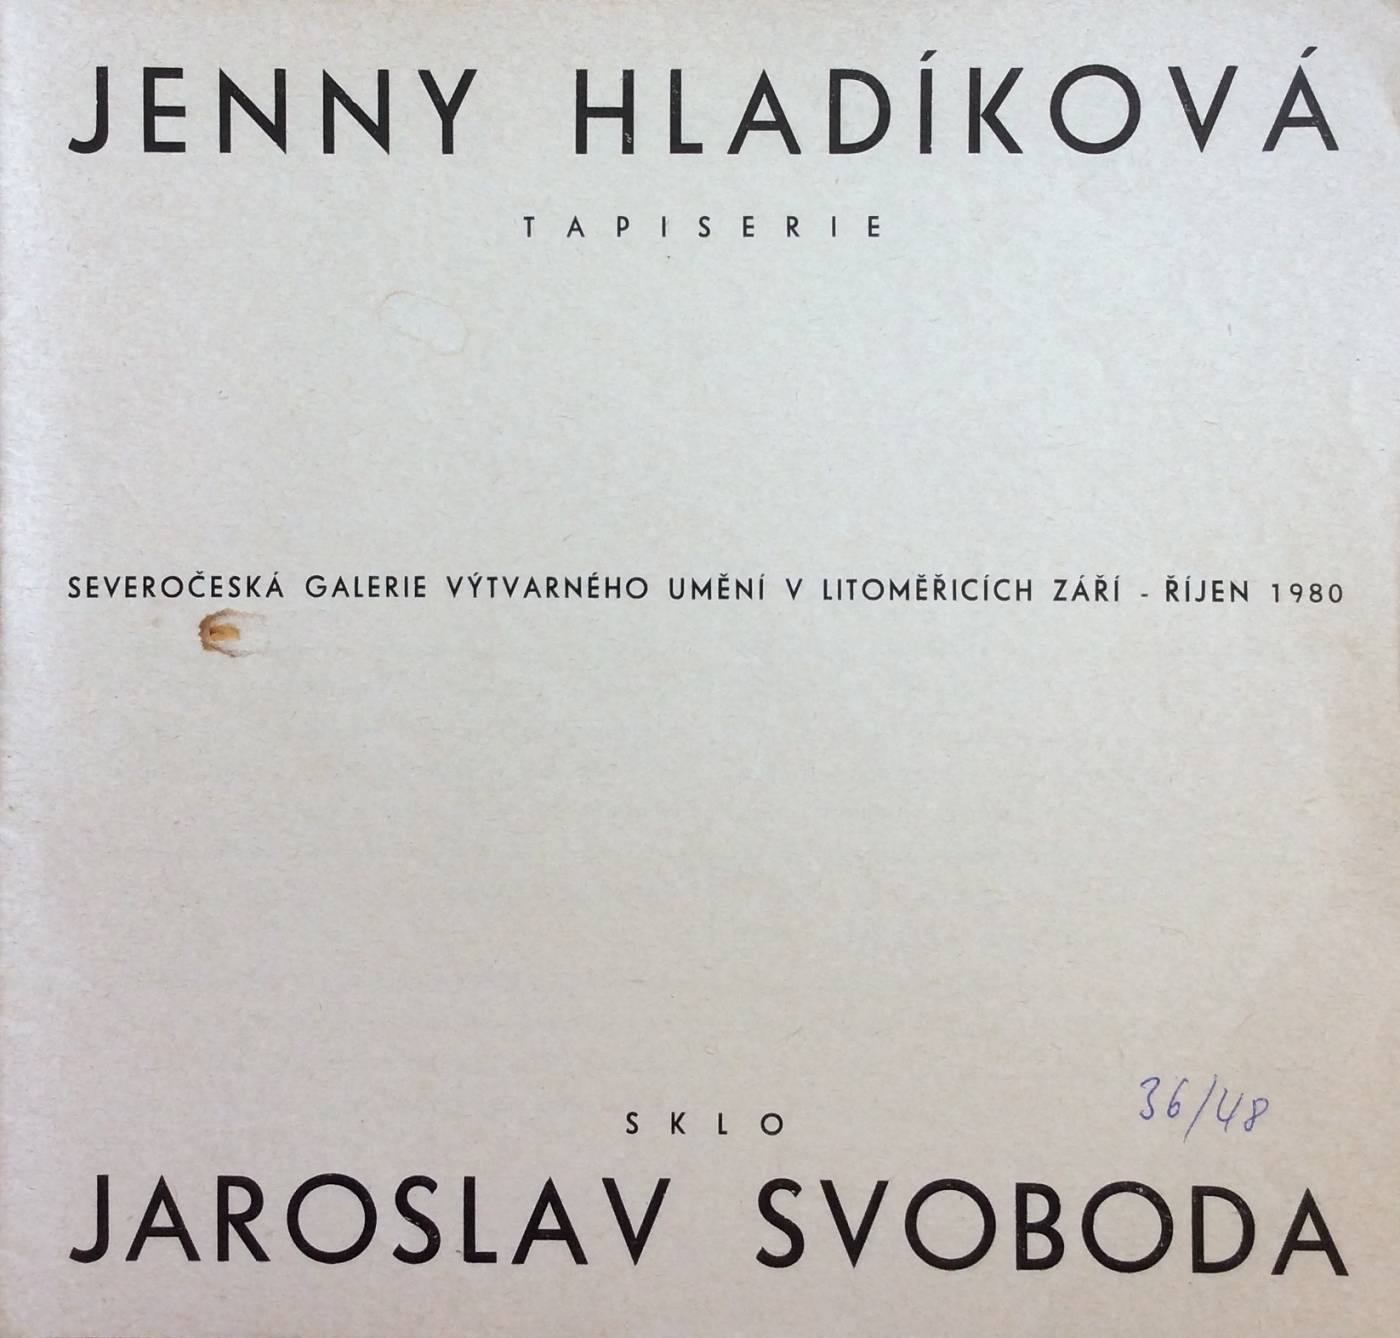 JENNY HLADÍKOVÁ
TAPISERIE
SEVEROČESKÁ GALERIE VÝTVARNÉHO UMĚNÍ V LITOMĚŘICÍCH ZÁŘÍ - ŘÍJEN 1980
36/48
SKLO
JAROSLAV SVOBODA